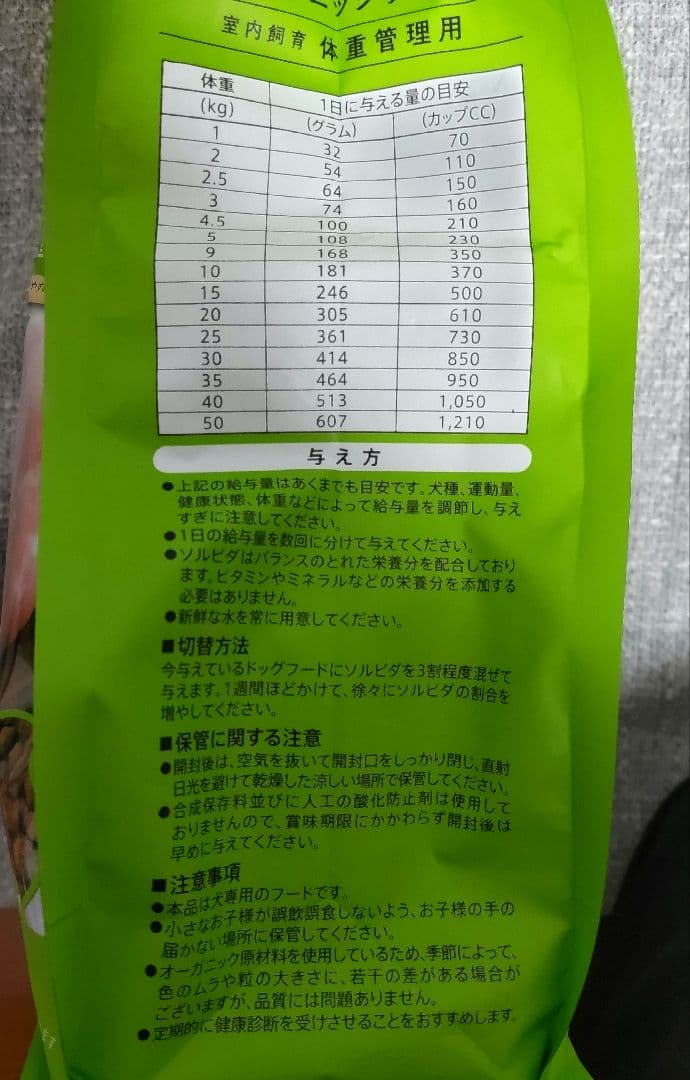 ニック
室内飼育 体重管理用
体重 1日に与える量の目安
(kg) (グラム) (カップCC)
1 32 70
2 54 110
2.5 64 150
3 74 160
4.5 100 210
5 108 230
9 168 350
10 181 370
15 246 500
20 305 610
25 361 730
30 414 850
35 464 950
40 513 1,050
50 607 1,210
与え方
●上記の給与量はあくまでも目安です。犬種、運動量、
健康状態、体重などによって給与量を調節し、与え
すぎに注意してください。
●1日の給与量を数回に分けて与えてください。
●ソルビダはバランスのとれた栄養分を配合しており
ます。ビタミンやミネラルなどの栄養分を添加する
必要はありません。
●新鮮な水を常に用意してください。
■切替方法
今与えているドッグフードにソルビダを3割程度混ぜて
与えます。1週間ほどかけて、徐々にソルビダの割合を
増やしてください。
■保管に関する注意
●開封後は、空気を抜いて開封口をしっかり閉じ、直射
日光を避けて乾燥した涼しい場所で保管してください。
●合成保存料並びに人工の酸化防止剤は使用して
おりませんので、賞味期限にかかわらず開封後は
早めに与えてください。
■注意事項
●本品は犬専用のフードです。
●小さなお子様が誤飲誤食しないよう、お子様の手の
届かない場所に保管してください。
●オーガニック原材料を使用しているため、季節によって、
色のムラや粒の大きさに、若干の差がある場合が
ございますが、品質には問題ありません。
●定期的に健康診断を受けさせることをおすすめします。